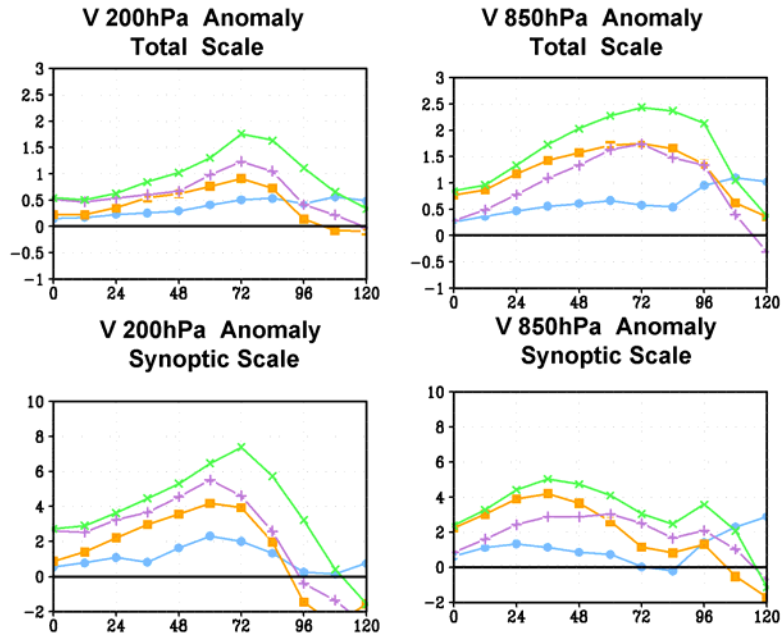 V 200hPa Anomaly
Total Scale
3
2.5
2
1.5
1
0.5
0
−0.5
−1
0 24 48 72 96 120
V 850hPa Anomaly
Total Scale
3
2.5
2
1.5
1
0.5
0
−0.5
−1
0 24 48 72 96 120
V 200hPa Anomaly
Synoptic Scale
10
8
6
4
2
0
−2
0 24 48 72 96 120
V 850hPa Anomaly
Synoptic Scale
10
8
6
4
2
0
−2
0 24 48 72 96 120